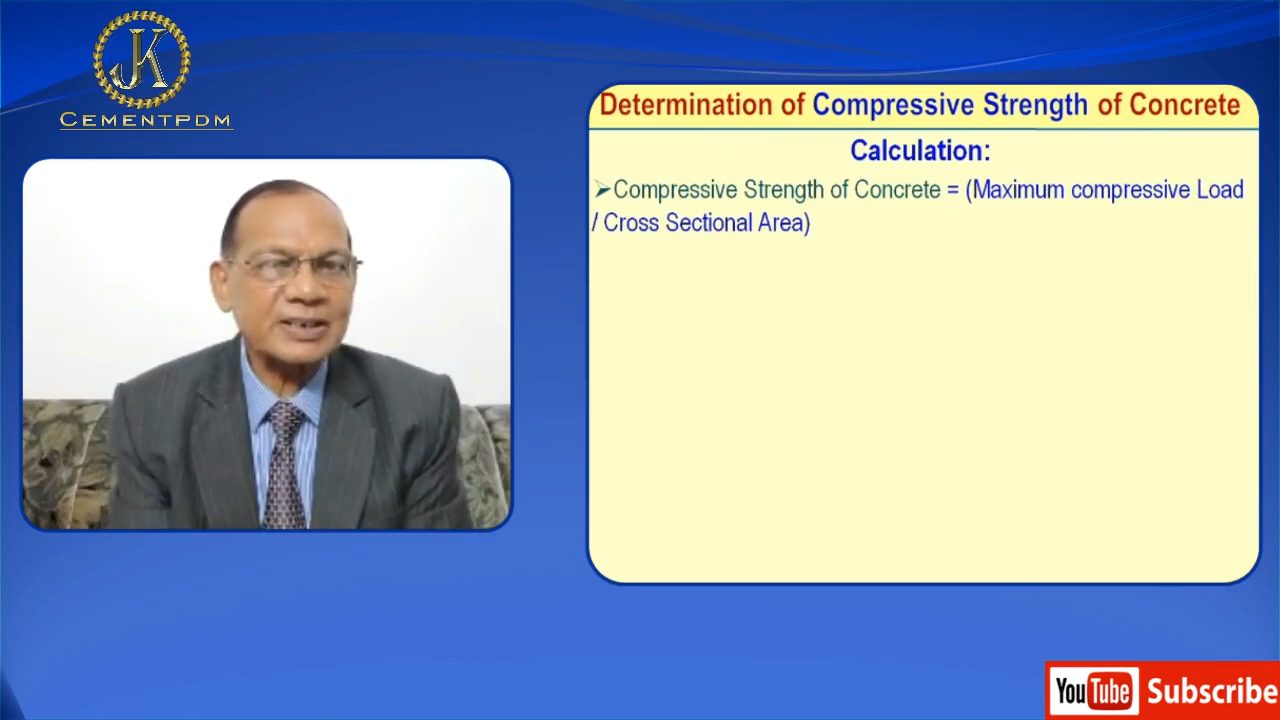 JK
CEMENTPDM
Determination of Compressive Strength of Concrete
Calculation:
➢Compressive Strength of Concrete = (Maximum compressive Load
/ Cross Sectional Area)
YouTube Subscribe